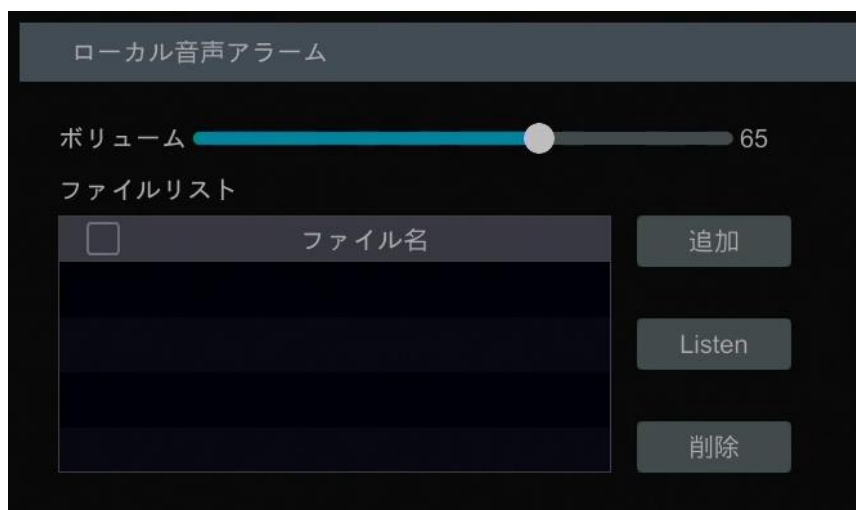 ローカル音声アラーム
ボリューム 65
ファイルリスト
ファイル名
追加
Listen
削除